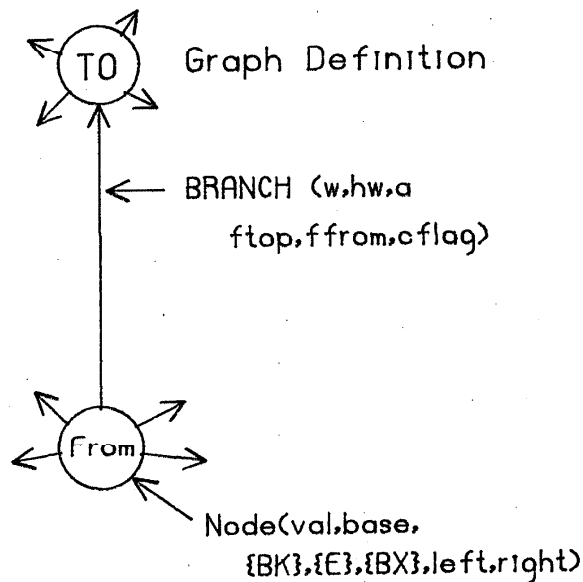 TO
Graph Definition
BRANCH (w,hw,a
ftop,ffrom,cflag)
From
Node(val,base,
{BK},{E},{BX},left,right)